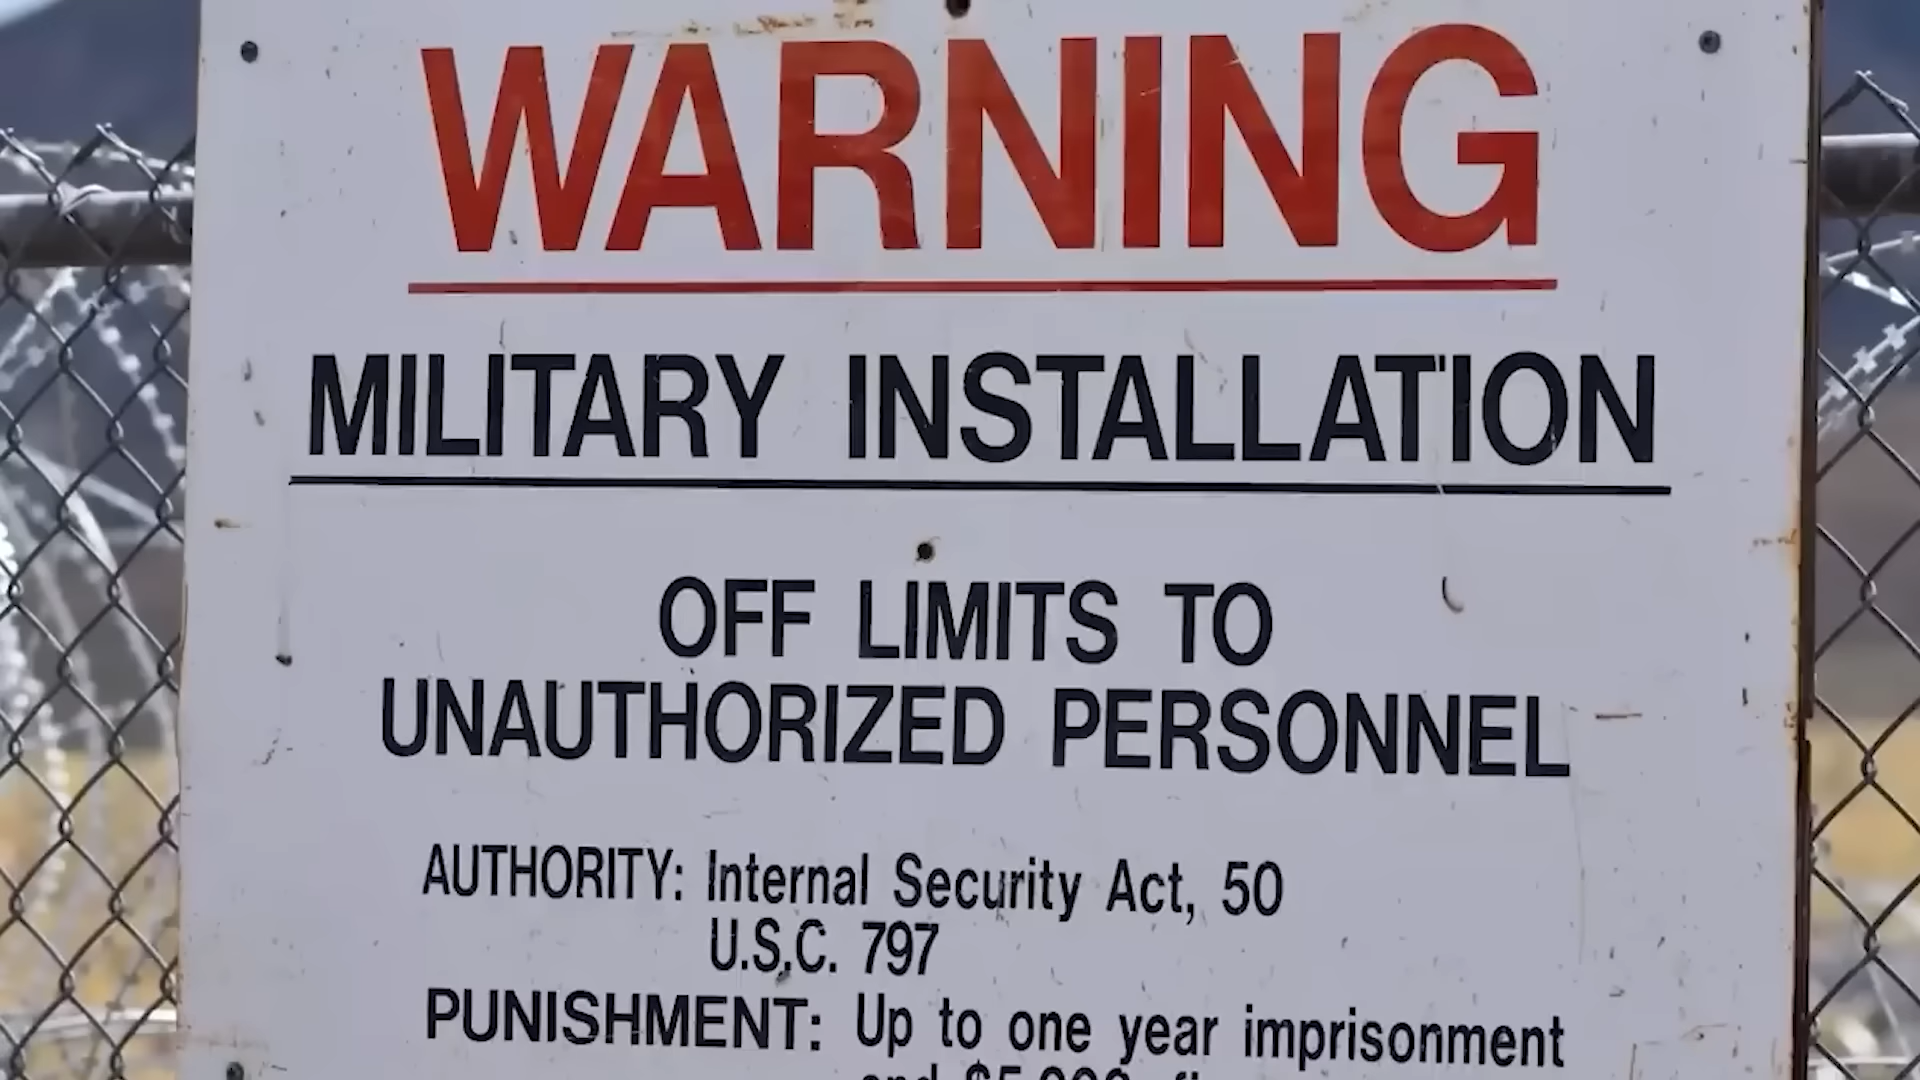 WARNING
MILITARY INSTALLATION
OFF LIMITS TO
UNAUTHORIZED PERSONNEL
AUTHORITY: Internal Security Act, 50
U.S.C. 797
PUNISHMENT: Up to one year imprisonment
and